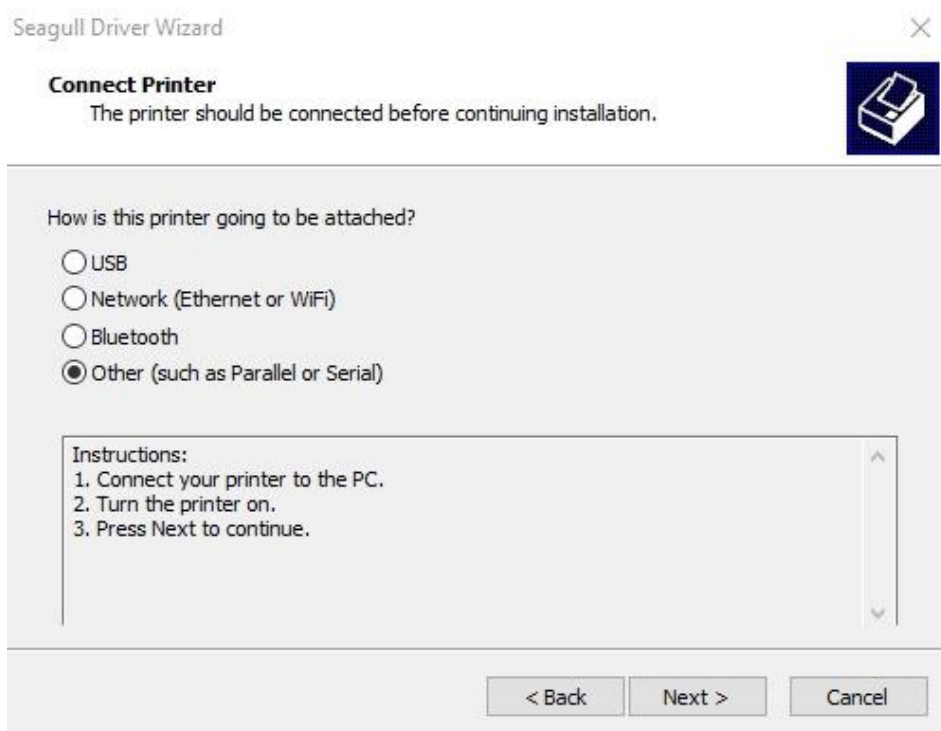 Seagull Driver Wizard
Connect Printer
The printer should be connected before continuing installation.
How is this printer going to be attached?
USB
Network (Ethernet or WiFi)
Bluetooth
Other (such as Parallel or Serial)
Instructions:
1. Connect your printer to the PC.
2. Turn the printer on.
3. Press Next to continue.
< Back
Next >
Cancel